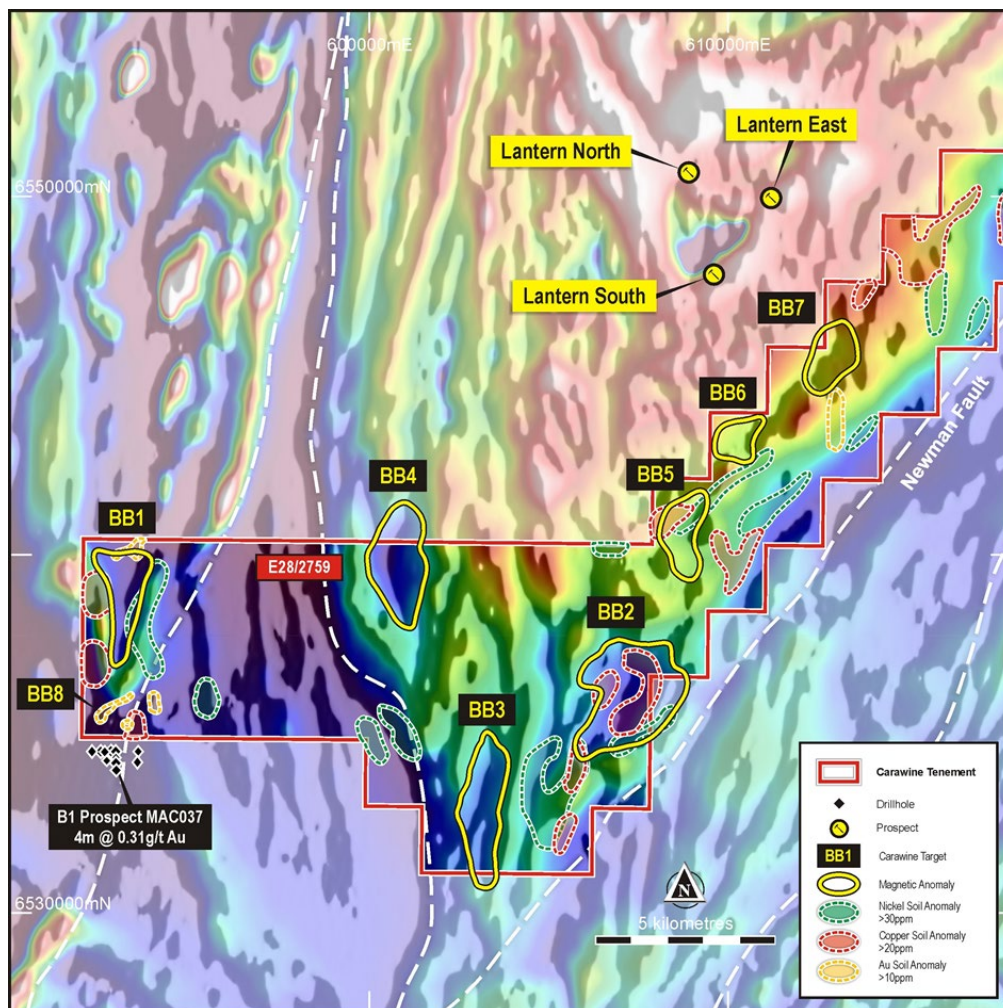 600000mE
610000mE
Lantern East
Lantern North
6550000mN
Lantern South
BB7
BB6
Newman Fault
BB5
BB4
BB1
E28/2759
BB2
BB8
BB3
B1 Prospect MAC037
4m @ 0.31g/t Au
6530000mN
N
5 kilometres
Carawine Tenement
Drillhole
Prospect
BB1
Carawine Target
Magnetic Anomaly
Nickel Soil Anomaly
>30ppm
Copper Soil Anomaly
>20ppm
Au Soil Anomaly
>10ppm